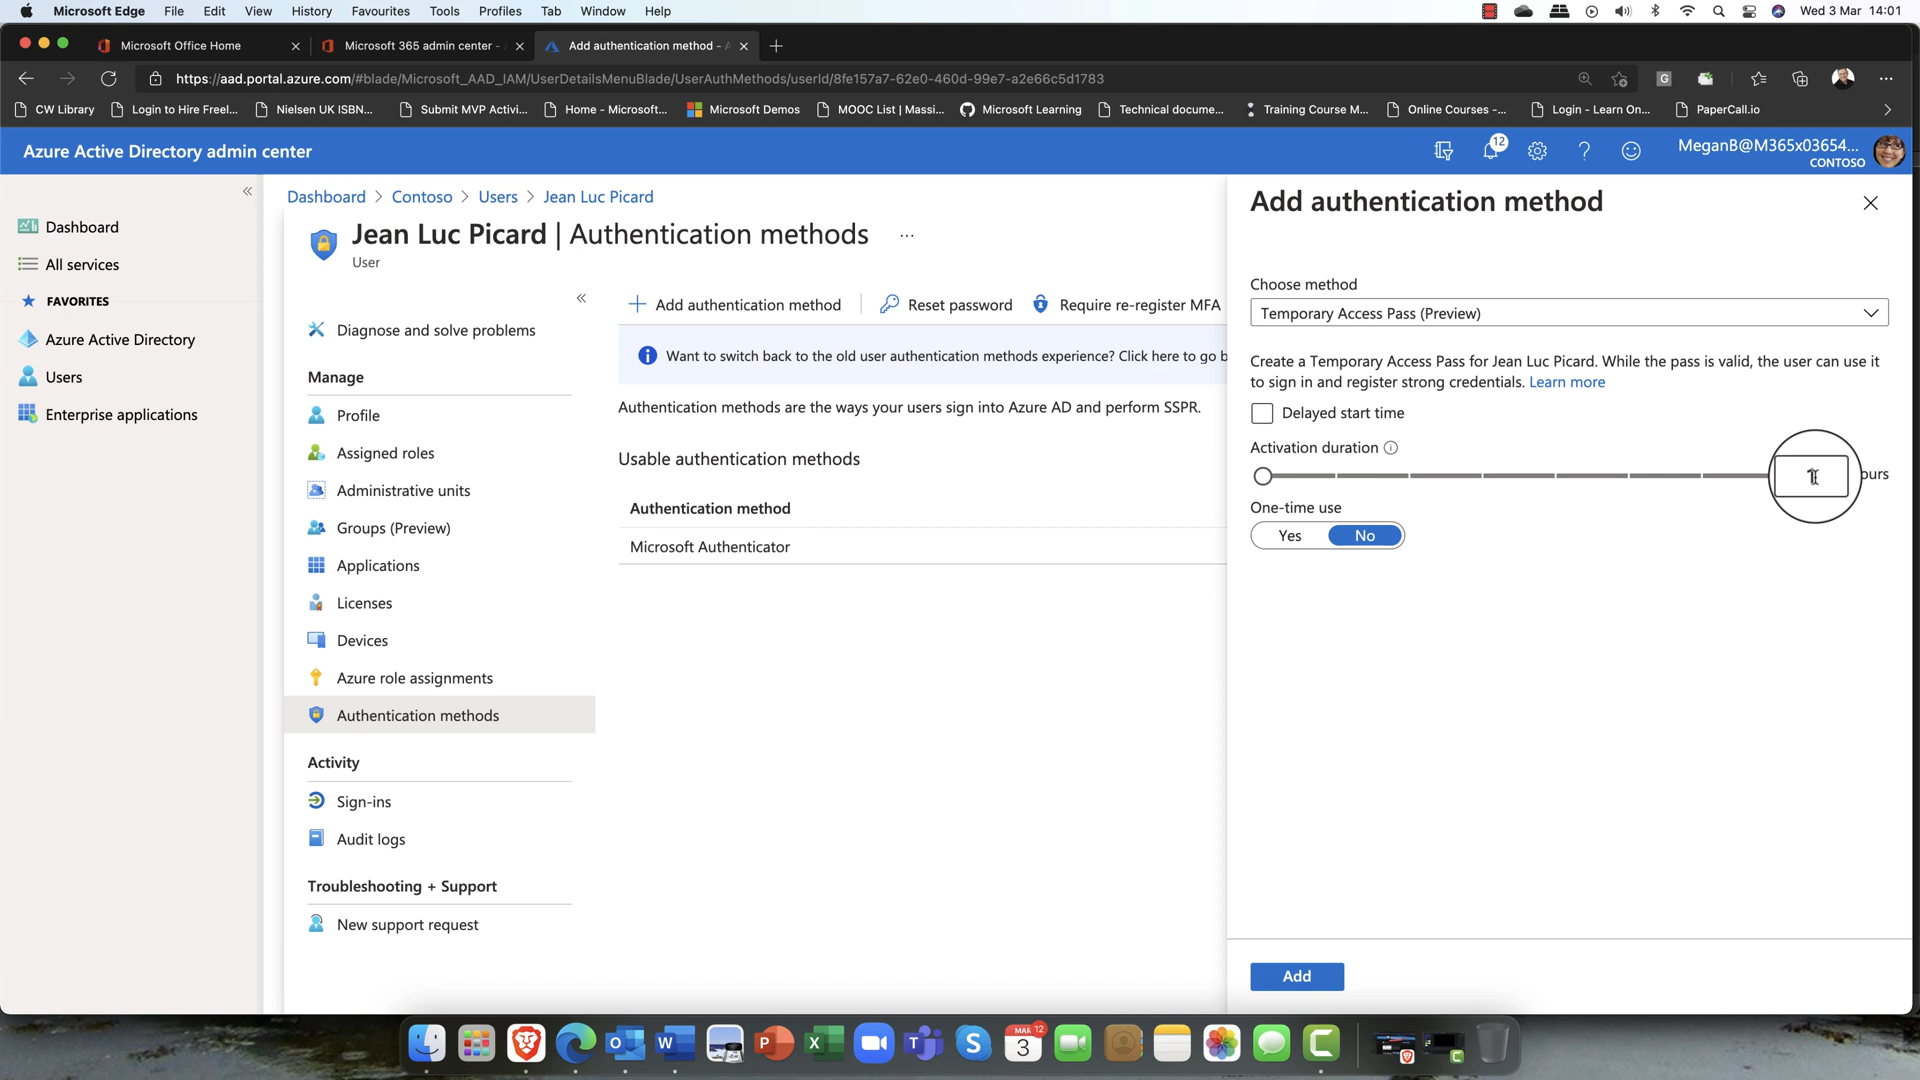 Microsoft Edge File Edit View History Favourites Tools Profiles Tab Window Help Wed 3 Mar 14:01
Microsoft Office Home
Microsoft 365 admin center -
Add authentication method -
https://aad.portal.azure.com/#blade/Microsoft_AAD_IAM/UserDetailsMenuBlade/UserAuthMethods/userId/8fe157a7-62e0-460d-99e7-a2e66c5d1783
G
CW Library Login to Hire Freel... Nielsen UK ISBN... Submit MVP Activi... Home - Microsoft... Microsoft Demos MOOC List | Massi... Microsoft Learning Technical docume... Training Course M... Online Courses -... Login - Learn On... PaperCall.io
Azure Active Directory admin center
12
MeganB@M365x03654...
CONTOSO
Dashboard
All services
FAVORITES
Azure Active Directory
Users
Enterprise applications
Dashboard > Contoso > Users > Jean Luc Picard
Jean Luc Picard | Authentication methods ...
User
Diagnose and solve problems
Manage
Profile
Assigned roles
Administrative units
Groups (Preview)
Applications
Licenses
Devices
Azure role assignments
Authentication methods
Activity
Sign-ins
Audit logs
Troubleshooting + Support
New support request
Add authentication method Reset password Require re-register MFA
Want to switch back to the old user authentication methods experience? Click here to go b
Authentication methods are the ways your users sign into Azure AD and perform SSPR.
Usable authentication methods
Authentication method
Microsoft Authenticator
Add authentication method
Choose method
Temporary Access Pass (Preview)
Create a Temporary Access Pass for Jean Luc Picard. While the pass is valid, the user can use it
to sign in and register strong credentials. Learn more
Delayed start time
Activation duration
1
ours
One-time use
Yes No
Add
MAR 12
3